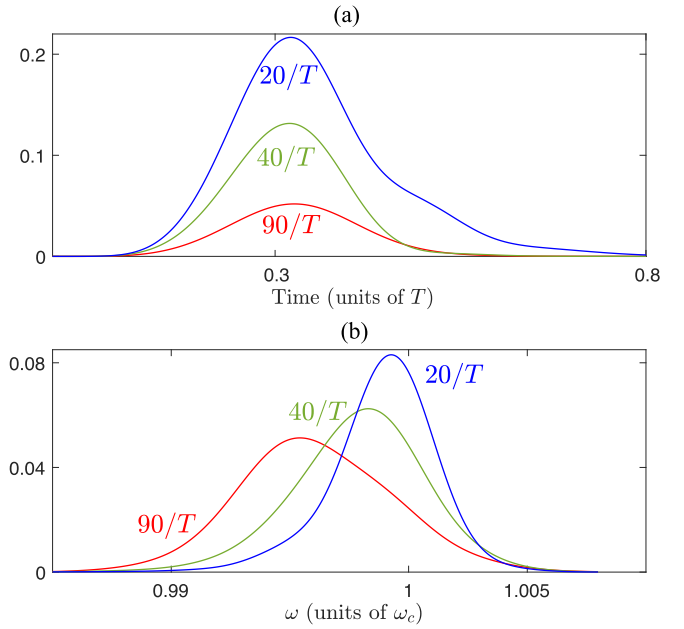 (a)
0.2
20/T
0.1
40/T
90/T
0
0.3
0.8
Time (units of T)
(b)
0.08
20/T
40/T
0.04
90/T
0
0.99
1
1.005
ω (units of ω_c)